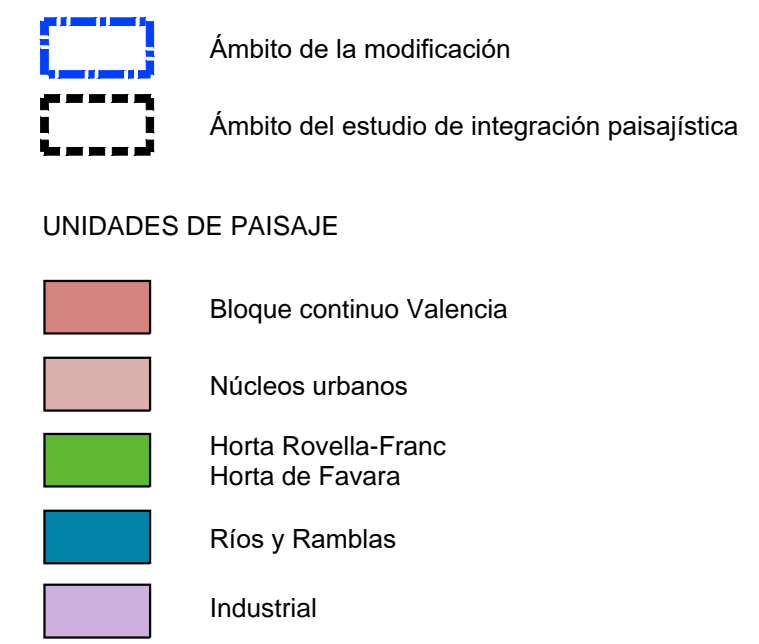 Ámbito de la modificación
Ámbito del estudio de integración paisajística
UNIDADES DE PAISAJE
Bloque continuo Valencia
Núcleos urbanos
Horta Rovella-Franc
Horta de Favara
Ríos y Ramblas
Industrial